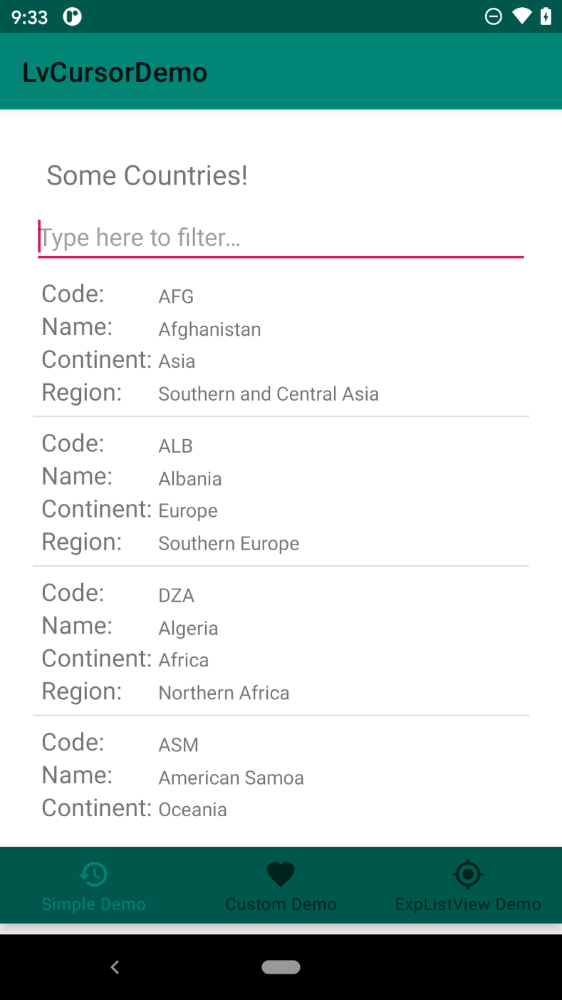 9:33
LvCursorDemo
Some Countries!
Type here to filter…
Code: AFG
Name: Afghanistan
Continent: Asia
Region: Southern and Central Asia
Code: ALB
Name: Albania
Continent: Europe
Region: Southern Europe
Code: DZA
Name: Algeria
Continent: Africa
Region: Northern Africa
Code: ASM
Name: American Samoa
Continent: Oceania
Simple Demo Custom Demo ExpListView Demo